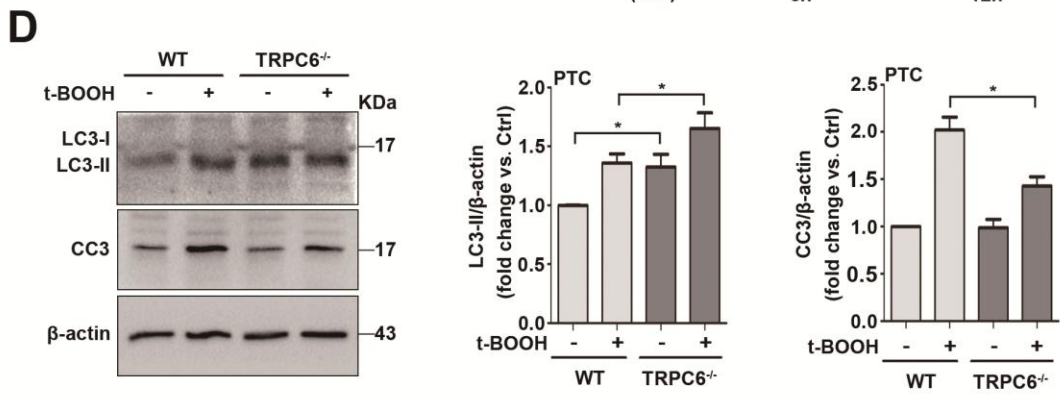 D
WT TRPC6-/-
t-BOOH - + - + KDa
LC3-I
17
LC3-II
CC3 17
β-actin 43
PTC
LC3-II/β-actin
(fold change vs. Ctrl)
2.0
1.5
1.0
0.5
0.0
* *
t-BOOH - + - +
WT TRPC6-/-
PTC
CC3/β-actin
(fold change vs. Ctrl)
2.5
2.0
1.5
1.0
0.5
0.0
*
t-BOOH - + - +
WT TRPC6-/-